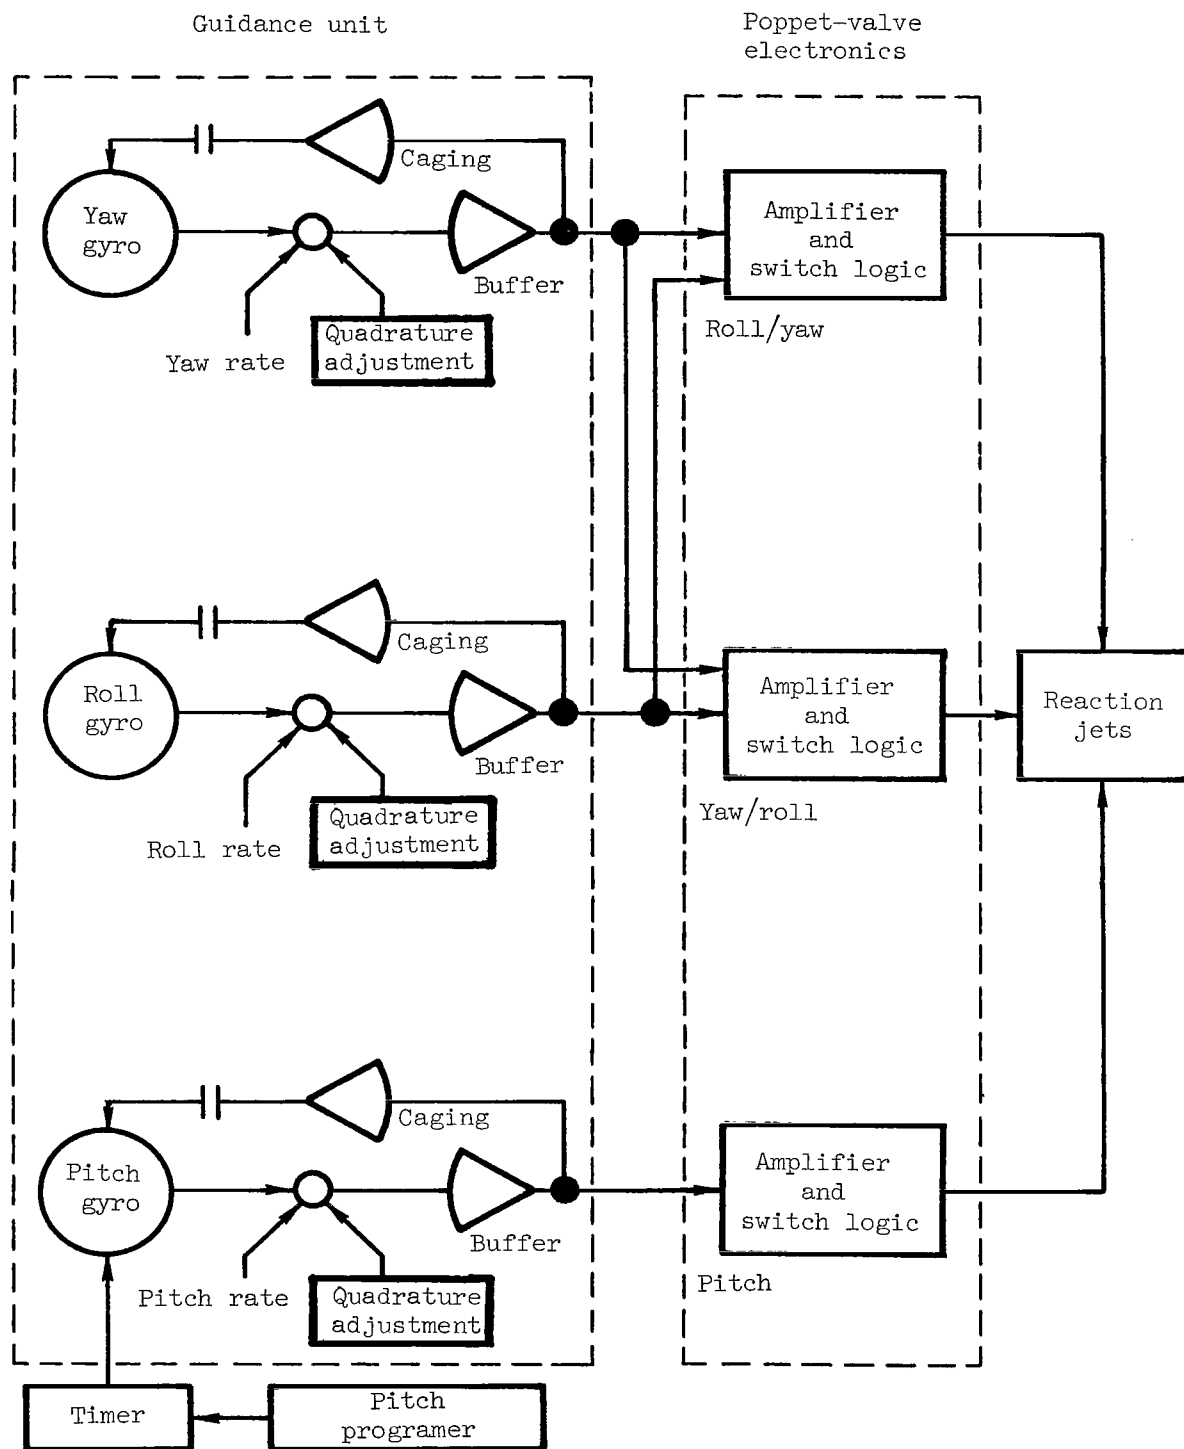 Guidance unit
Poppet-valve
electronics
Caging
Yaw
gyro
Buffer
Amplifier
and
switch logic
Yaw rate
Quadrature
adjustment
Roll/yaw
Caging
Roll
gyro
Buffer
Amplifier
and
switch logic
Reaction
jets
Roll rate
Quadrature
adjustment
Yaw/roll
Caging
Pitch
gyro
Buffer
Amplifier
and
switch logic
Pitch rate
Quadrature
adjustment
Pitch
Timer
Pitch
programer